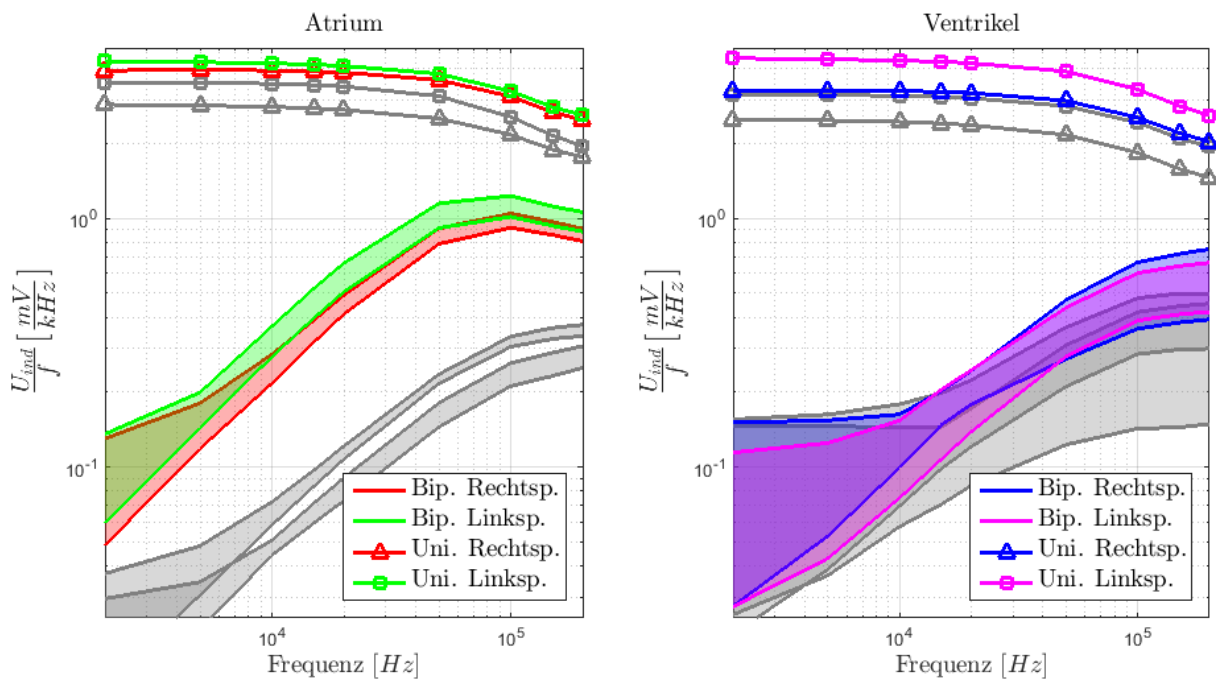 Atrium
10^0
10^-1
U_ind/f [mV/kHz]
10^4
10^5
Frequenz [Hz]
Bip. Rechtsp.
Bip. Linksp.
Uni. Rechtsp.
Uni. Linksp.
Ventrikel
10^0
10^-1
U_ind/f [mV/kHz]
10^4
10^5
Frequenz [Hz]
Bip. Rechtsp.
Bip. Linksp.
Uni. Rechtsp.
Uni. Linksp.